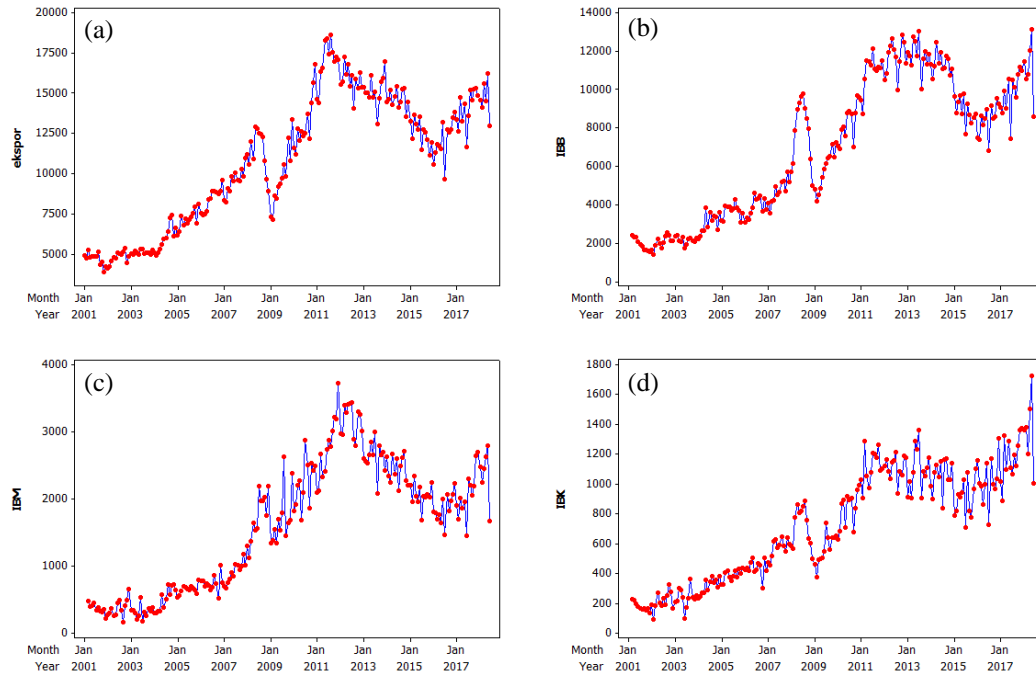 (a)
20000
17500
15000
12500
10000
7500
5000
ekspor
Month Jan Jan Jan Jan Jan Jan Jan Jan Jan
Year 2001 2003 2005 2007 2009 2011 2013 2015 2017
(b)
14000
12000
10000
8000
6000
4000
2000
0
IBB
Month Jan Jan Jan Jan Jan Jan Jan Jan Jan
Year 2001 2003 2005 2007 2009 2011 2013 2015 2017
(c)
4000
3000
2000
1000
0
IBM
Month Jan Jan Jan Jan Jan Jan Jan Jan Jan
Year 2001 2003 2005 2007 2009 2011 2013 2015 2017
(d)
1800
1600
1400
1200
1000
800
600
400
200
0
IBK
Month Jan Jan Jan Jan Jan Jan Jan Jan Jan
Year 2001 2003 2005 2007 2009 2011 2013 2015 2017